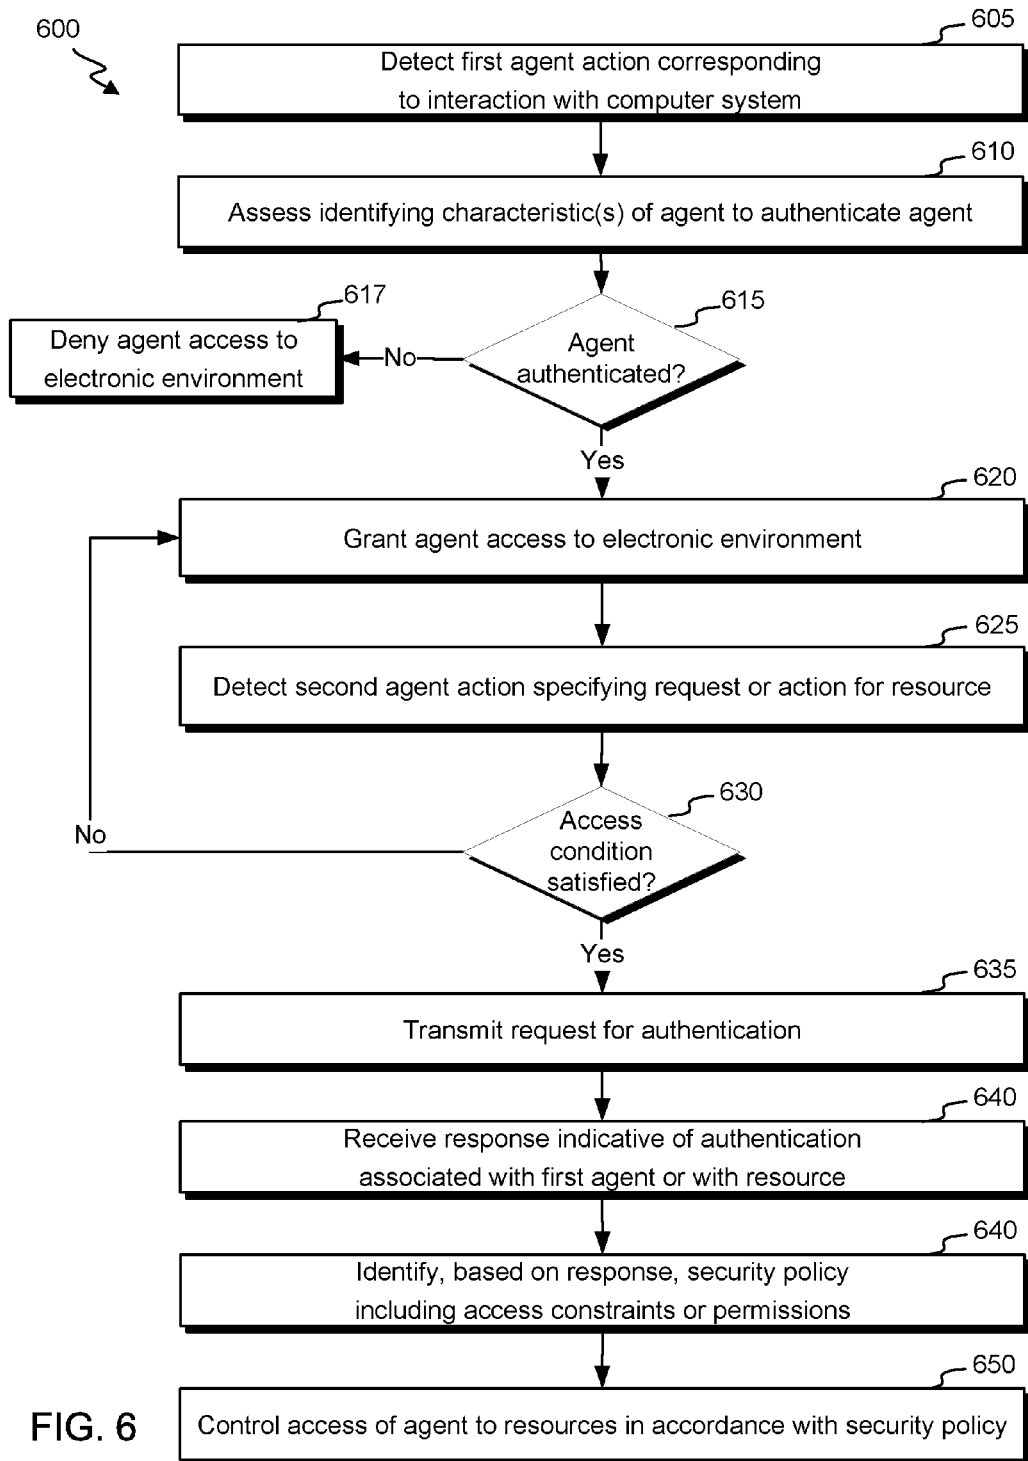 600
605
Detect first agent action corresponding
to interaction with computer system
610
Assess identifying characteristic(s) of agent to authenticate agent
615
617
Deny agent access to
electronic environment
No
Agent
authenticated?
Yes
620
Grant agent access to electronic environment
625
Detect second agent action specifying request or action for resource
630
No
Access
condition
satisfied?
Yes
635
Transmit request for authentication
640
Receive response indicative of authentication
associated with first agent or with resource
640
Identify, based on response, security policy
including access constraints or permissions
650
Control access of agent to resources in accordance with security policy
FIG. 6